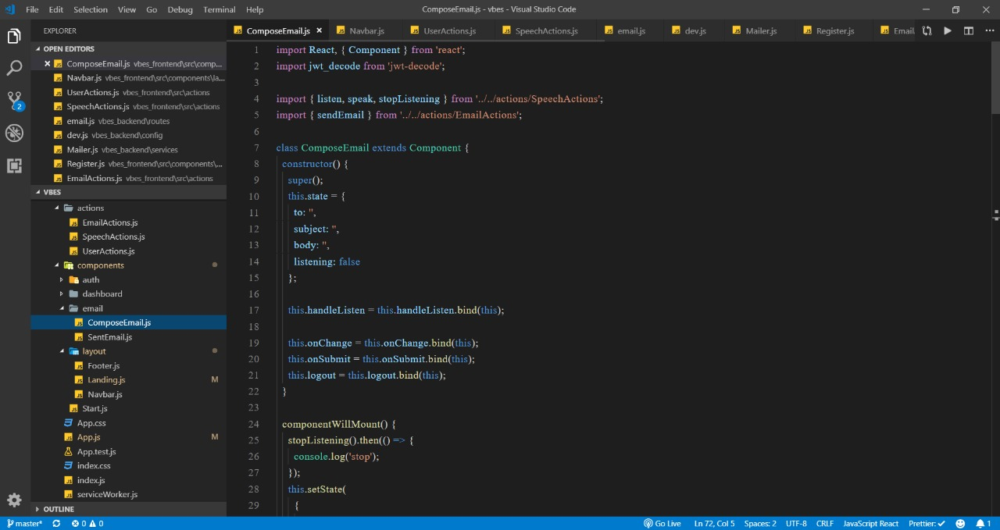 File Edit Selection View Go Debug Terminal Help
ComposeEmail.js - vbes - Visual Studio Code
EXPLORER
OPEN EDITORS
ComposeEmail.js vbes_frontend\src\comp...
Navbar.js vbes_frontend\src\components\la...
UserActions.js vbes_frontend\src\actions
SpeechActions.js vbes_frontend\src\actions
email.js vbes_backend\routes
dev.js vbes_backend\config
Mailer.js vbes_backend\services
Register.js vbes_frontend\src\components\...
EmailActions.js vbes_frontend\src\actions
VBES
actions
EmailActions.js
SpeechActions.js
UserActions.js
components
auth
dashboard
email
ComposeEmail.js
SentEmail.js
layout
Footer.js
Landing.js M
Navbar.js
Start.js
App.css
App.js M
App.test.js
index.css
index.js
serviceWorker.js
OUTLINE
2
ComposeEmail.js Navbar.js UserActions.js SpeechActions.js email.js dev.js Mailer.js Register.js Email
1 import React, { Component } from 'react';
2 import jwt_decode from 'jwt-decode';
3
4 import { listen, speak, stopListening } from '../../actions/SpeechActions';
5 import { sendEmail } from '../../actions/EmailActions';
6
7 class ComposeEmail extends Component {
8 constructor() {
9 super();
10 this.state = {
11 to: '',
12 subject: '',
13 body: '',
14 listening: false
15 };
16
17 this.handleListen = this.handleListen.bind(this);
18
19 this.onChange = this.onChange.bind(this);
20 this.onSubmit = this.onSubmit.bind(this);
21 this.logout = this.logout.bind(this);
22 }
23
24 componentWillMount() {
25 stopListening().then(() => {
26 console.log('stop');
27 });
28 this.setState(
29 {
master* 0 0 Go Live Ln 72, Col 5 Spaces: 2 UTF-8 CRLF JavaScript React Prettier: ✓ 1